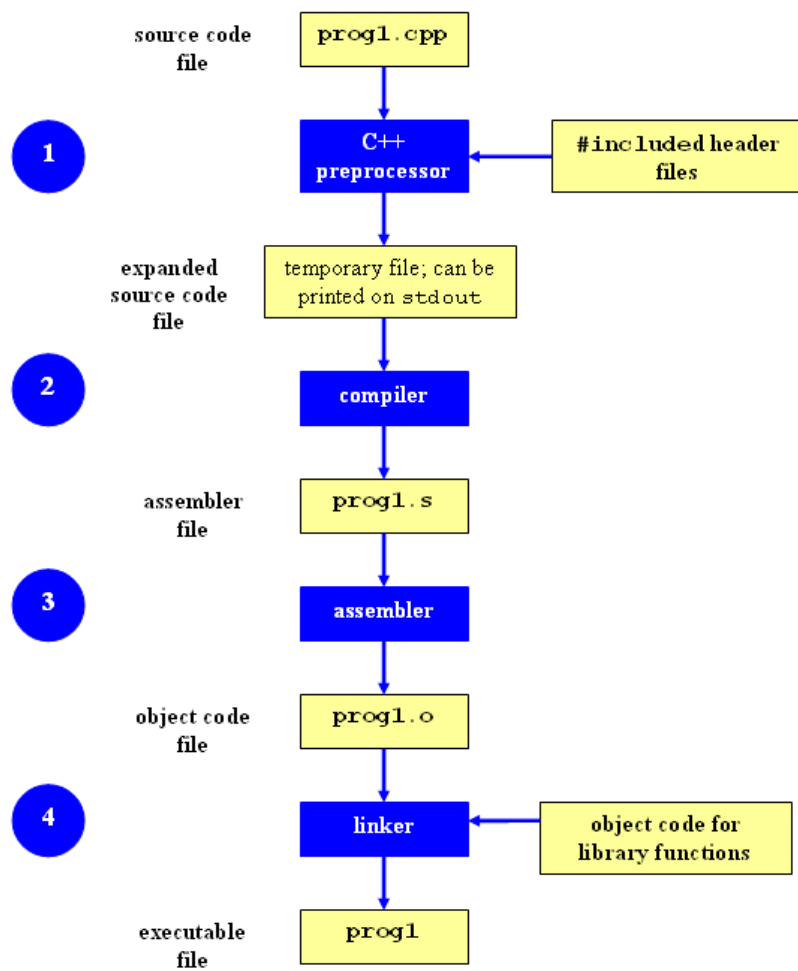 source code
file
prog1.cpp
1
C++
preprocessor
#included header
files
expanded
source code
file
temporary file; can be
printed on stdout
2
compiler
assembler
file
prog1.s
3
assembler
object code
file
prog1.o
4
linker
object code for
library functions
executable
file
prog1